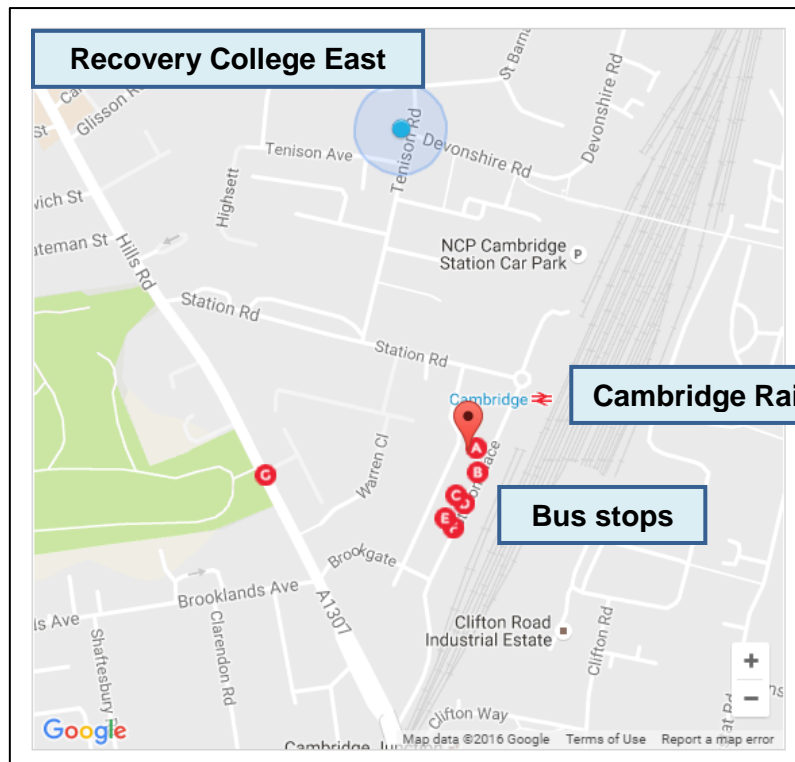 Recovery College East
St Barna
Glisson R
St
Devonshire Rd
Tenison Rd
Devonshire Rd
Tenison Ave
Highsett
wich St
ateman St
Hills Rd
NCP Cambridge
Station Car Park
P
Station Rd
Station Rd
Cambridge
Cambridge Rai
A
B
G
C
D
E
Warren Cl
Bus stops
Brookgate
Brooklands Ave
A1307
Clarendon Rd
Shaftesbury
Clifton Road
Industrial Estate
Clifton Rd
+
−
Clifton Way
Google
Map data ©2016 Google
Terms of Use
Report a map error